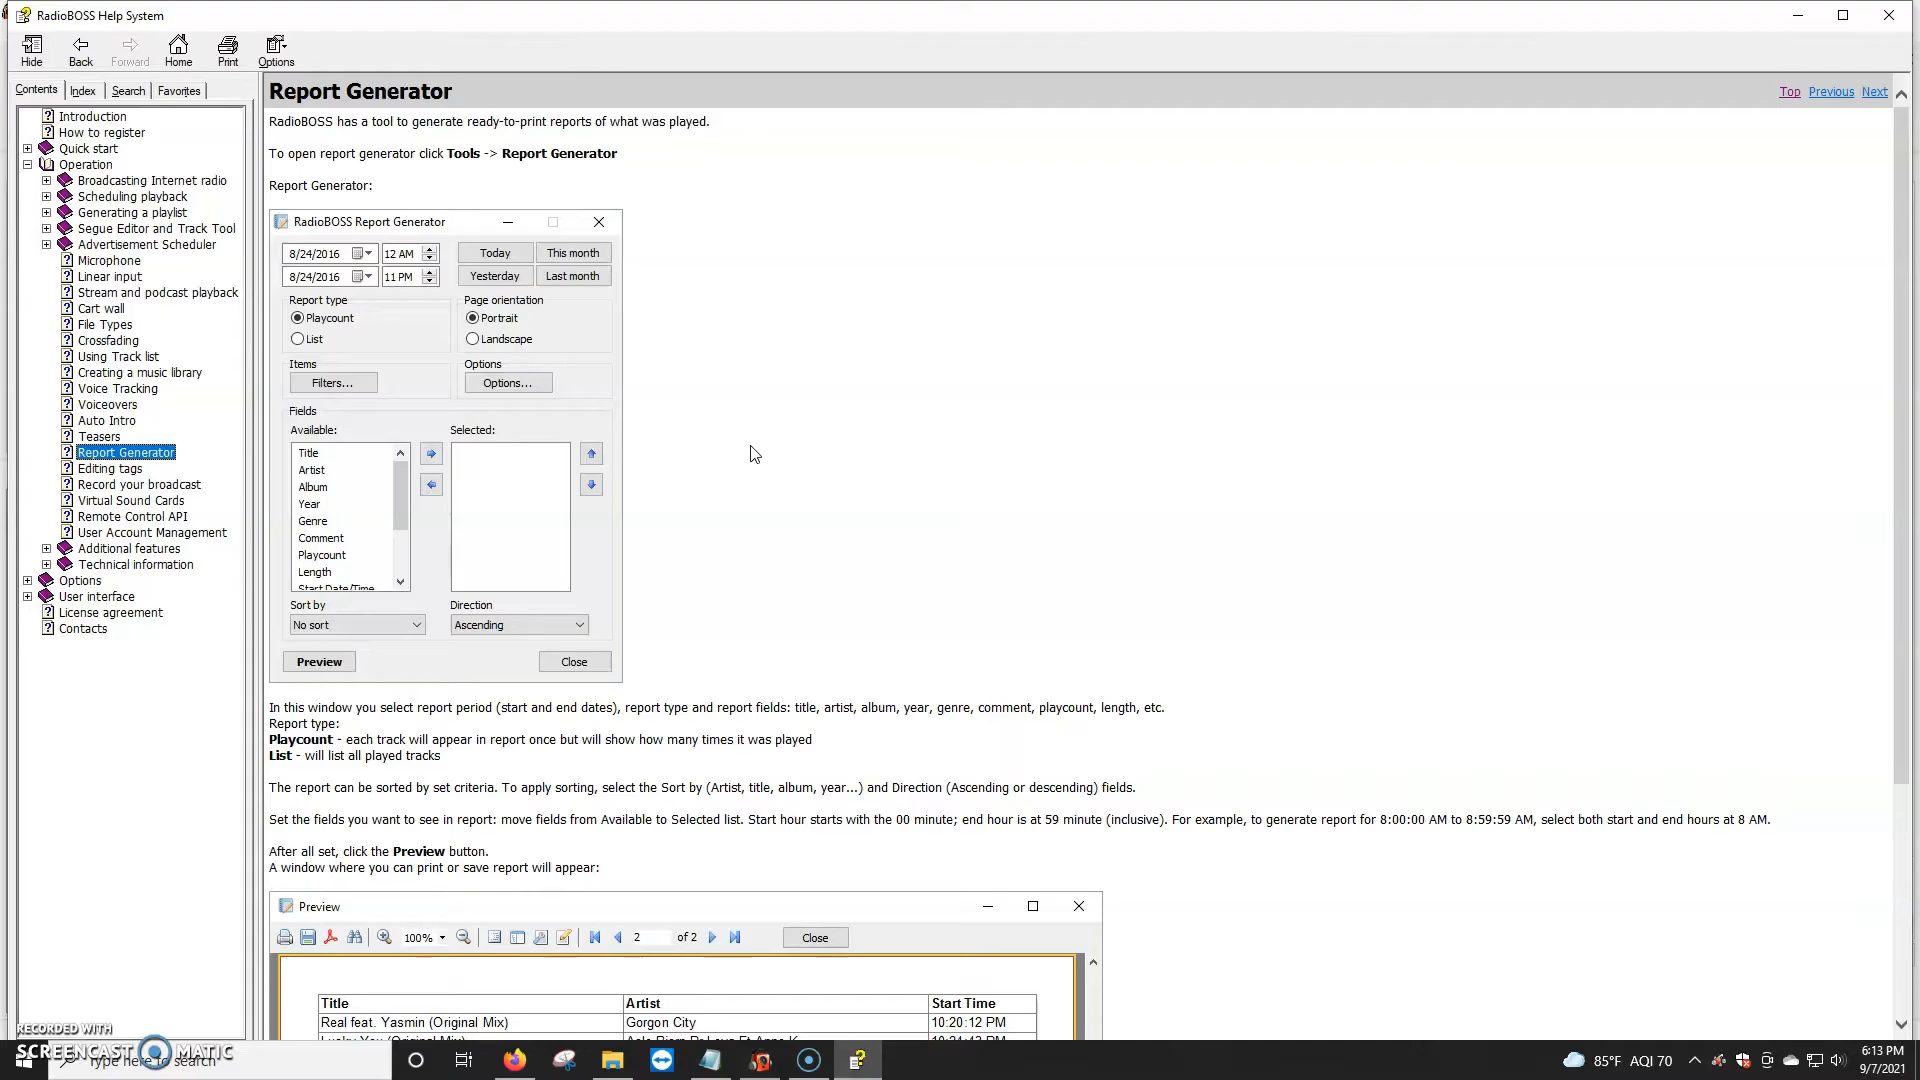 RadioBOSS Help System
Hide Back Forward Home Print Options
Contents Index Search Favorites
Introduction
How to register
Quick start
Operation
Broadcasting Internet radio
Scheduling playback
Generating a playlist
Segue Editor and Track Tool
Advertisement Scheduler
Microphone
Linear input
Stream and podcast playback
Cart wall
File Types
Crossfading
Using Track list
Creating a music library
Voice Tracking
Voiceovers
Auto Intro
Teasers
Report Generator
Editing tags
Record your broadcast
Virtual Sound Cards
Remote Control API
User Account Management
Additional features
Technical information
Options
User interface
License agreement
Contacts
Report Generator
Top Previous Next
RadioBOSS has a tool to generate ready-to-print reports of what was played.
To open report generator click Tools -> Report Generator
Report Generator:
RadioBOSS Report Generator
8/24/2016 12 AM Today This month
8/24/2016 11 PM Yesterday Last month
Report type Page orientation
Playcount Portrait
List Landscape
Items Options
Filters... Options...
Fields
Available: Selected:
Title
Artist
Album
Year
Genre
Comment
Playcount
Length
Start Date/Time
Sort by Direction
No sort Ascending
Preview Close
In this window you select report period (start and end dates), report type and report fields: title, artist, album, year, genre, comment, playcount, length, etc.
Report type:
Playcount - each track will appear in report once but will show how many times it was played
List - will list all played tracks
The report can be sorted by set criteria. To apply sorting, select the Sort by (Artist, title, album, year...) and Direction (Ascending or descending) fields.
Set the fields you want to see in report: move fields from Available to Selected list. Start hour starts with the 00 minute; end hour is at 59 minute (inclusive). For example, to generate report for 8:00:00 AM to 8:59:59 AM, select both start and end hours at 8 AM.
After all set, click the Preview button.
A window where you can print or save report will appear:
Preview
100% 2 of 2 Close
Title Artist Start Time
Real feat. Yasmin (Original Mix) Gorgon City 10:20:12 PM
RECORDED WITH
SCREENCAST MATIC
Type here to search
85°F AQI 70
6:13 PM
9/7/2021